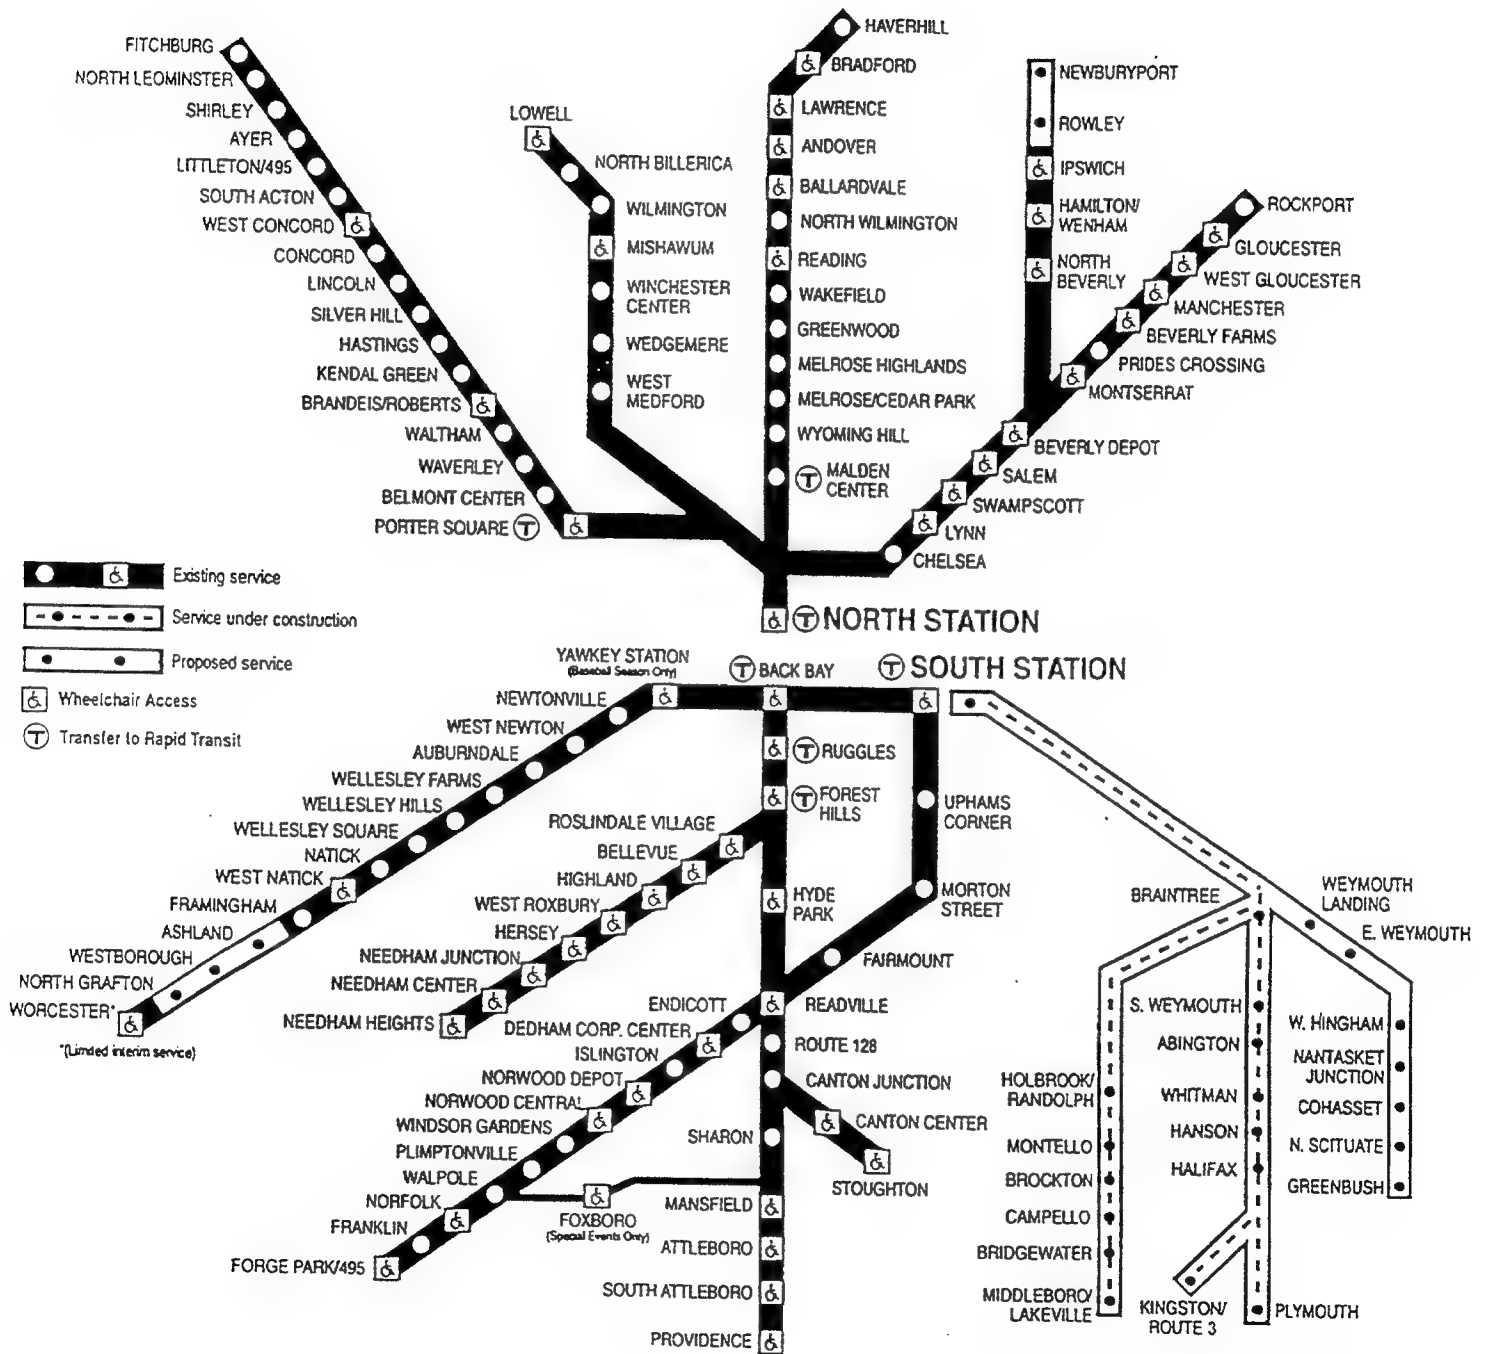 HAVERHILL
BRADFORD
LAWRENCE
ANDOVER
BALLARDVALE
NORTH WILMINGTON
READING
WAKEFIELD
GREENWOOD
MELROSE HIGHLANDS
MELROSE/CEDAR PARK
WYOMING HILL
T MALDEN
CENTER
FITCHBURG
NORTH LEOMINSTER
SHIRLEY
AYER
LITTLETON/495
SOUTH ACTON
WEST CONCORD
CONCORD
LINCOLN
SILVER HILL
HASTINGS
KENDAL GREEN
BRANDEIS/ROBERTS
WALTHAM
WAVERLEY
BELMONT CENTER
PORTER SQUARE T
LOWELL
NORTH BILLERICA
WILMINGTON
MISHAWUM
WINCHESTER
CENTER
WEDGEMERE
WEST
MEDFORD
NEWBURYPORT
ROWLEY
IPSWICH
HAMILTON/
WENHAM
NORTH
BEVERLY
ROCKPORT
GLOUCESTER
WEST GLOUCESTER
MANCHESTER
BEVERLY FARMS
PRIDES CROSSING
MONTSERRAT
BEVERLY DEPOT
SALEM
SWAMPSCOTT
LYNN
CHELSEA
T NORTH STATION
Existing service
Service under construction
Proposed service
Wheelchair Access
T Transfer to Rapid Transit
YAWKEY STATION
(Baseball Season Only)
T BACK BAY
T SOUTH STATION
NEWTONVILLE
WEST NEWTON
AUBURNDALE
WELLESLEY FARMS
WELLESLEY HILLS
WELLESLEY SQUARE
NATICK
WEST NATICK
FRAMINGHAM
ASHLAND
WESTBOROUGH
NORTH GRAFTON
WORCESTER*
*(Limited interim service)
T RUGGLES
T FOREST
HILLS
ROSLINDALE VILLAGE
BELLEVUE
HIGHLAND
WEST ROXBURY
HERSEY
NEEDHAM JUNCTION
NEEDHAM CENTER
NEEDHAM HEIGHTS
HYDE
PARK
UPHAMS
CORNER
MORTON
STREET
FAIRMOUNT
READVILLE
ENDICOTT
DEDHAM CORP. CENTER
ISLINGTON
NORWOOD DEPOT
NORWOOD CENTRAL
WINDSOR GARDENS
PLIMPTONVILLE
WALPOLE
NORFOLK
FRANKLIN
FORGE PARK/495
ROUTE 128
CANTON JUNCTION
CANTON CENTER
STOUGHTON
SHARON
FOXBORO
(Special Events Only)
MANSFIELD
ATTLEBORO
SOUTH ATTLEBORO
PROVIDENCE
BRAINTREE
WEYMOUTH
LANDING
E. WEYMOUTH
W. HINGHAM
NANTASKET
JUNCTION
COHASSET
N. SCITUATE
GREENBUSH
S. WEYMOUTH
ABINGTON
WHITMAN
HANSON
HALIFAX
KINGSTON/
ROUTE 3
PLYMOUTH
HOLBROOK/
RANDOLPH
MONTELLO
BROCKTON
CAMPELLO
BRIDGEWATER
MIDDLEBORO/
LAKEVILLE